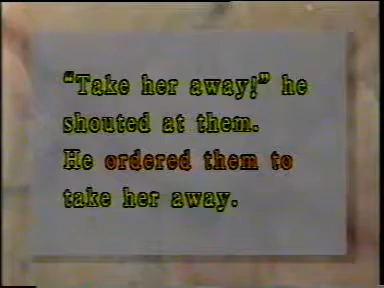 “Take her away!” he
shouted at them.
He ordered them to
take her away.